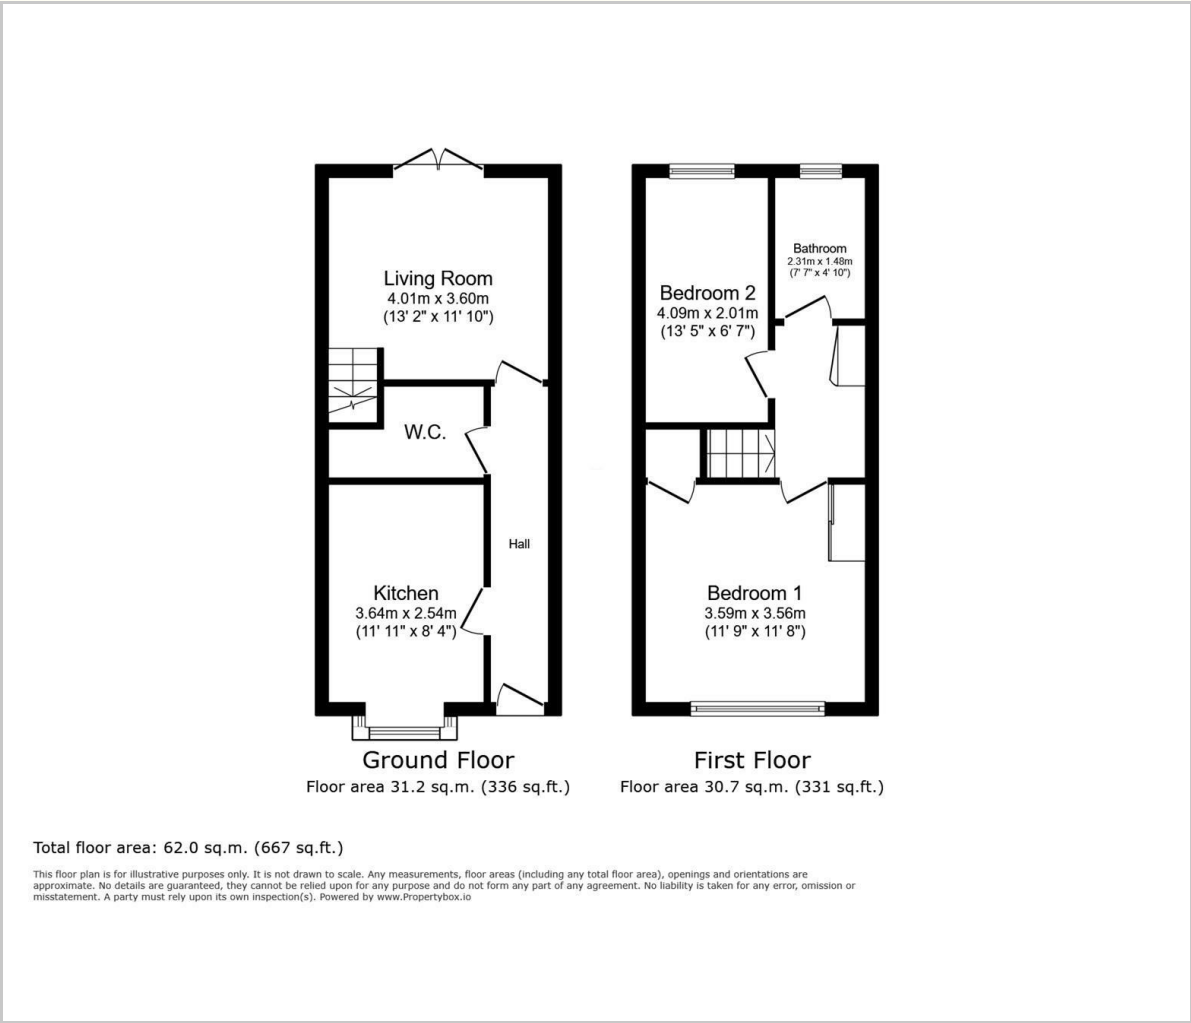 Living Room
4.01m x 3.60m
(13' 2" x 11' 10")
W.C.
Hall
Kitchen
3.64m x 2.54m
(11' 11" x 8' 4")
Ground Floor
Floor area 31.2 sq.m. (336 sq.ft.)
Bathroom
2.31m x 1.48m
(7' 7" x 4' 10")
Bedroom 2
4.09m x 2.01m
(13' 5" x 6' 7")
Bedroom 1
3.59m x 3.56m
(11' 9" x 11' 8")
First Floor
Floor area 30.7 sq.m. (331 sq.ft.)
Total floor area: 62.0 sq.m. (667 sq.ft.)
This floor plan is for illustrative purposes only. It is not drawn to scale. Any measurements, floor areas (including any total floor area), openings and orientations are
approximate. No details are guaranteed, they cannot be relied upon for any purpose and do not form any part of any agreement. No liability is taken for any error, omission or
misstatement. A party must rely upon its own inspection(s). Powered by www.Propertybox.io